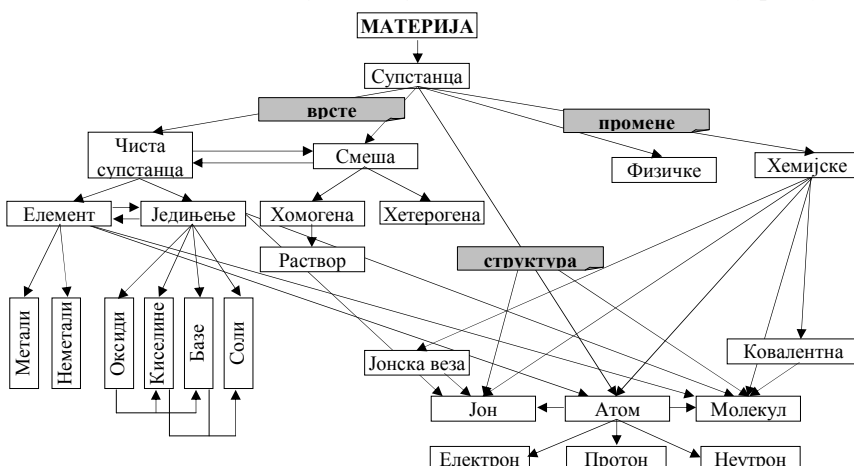 МАТЕРИЈА
Супстанца
врсте
промене
Чиста
супстанца
Смеша
Физичке
Хемијске
Елемент
Једињење
Хомогена
Хетерогена
Раствор
структура
Метали
Неметали
Оксиди
Киселине
Базе
Соли
Јонска веза
Ковалентна
Јон
Атом
Молекул
Електрон
Протон
Неутрон